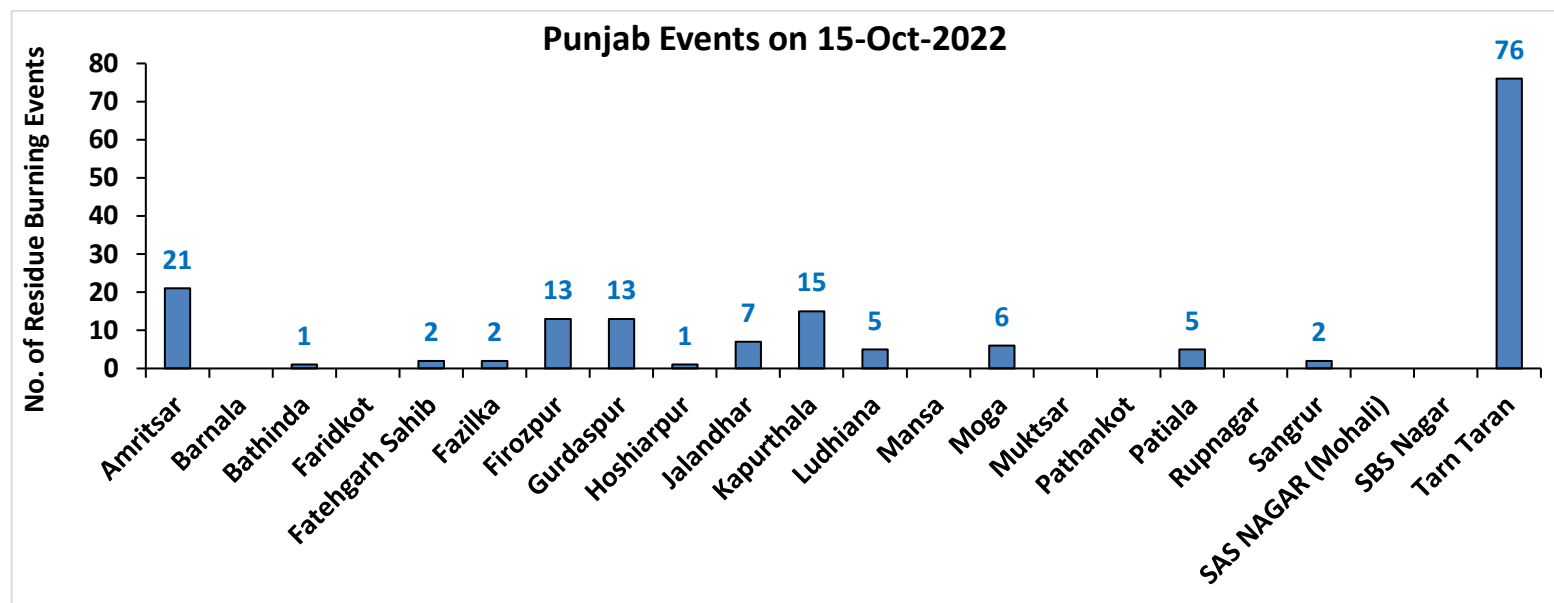 Punjab Events on 15-Oct-2022
No. of Residue Burning Events
80
70
60
50
40
30
20
10
0
21
1
2
2
13
13
1
7
15
5
6
5
2
76
Amritsar
Barnala
Bathinda
Faridkot
Fatehgarh Sahib
Fazilka
Firozpur
Gurdaspur
Hoshiarpur
Jalandhar
Kapurthala
Ludhiana
Mansa
Moga
Muktsar
Pathankot
Patiala
Rupnagar
Sangrur
SAS NAGAR (Mohali)
SBS Nagar
Tarn Taran